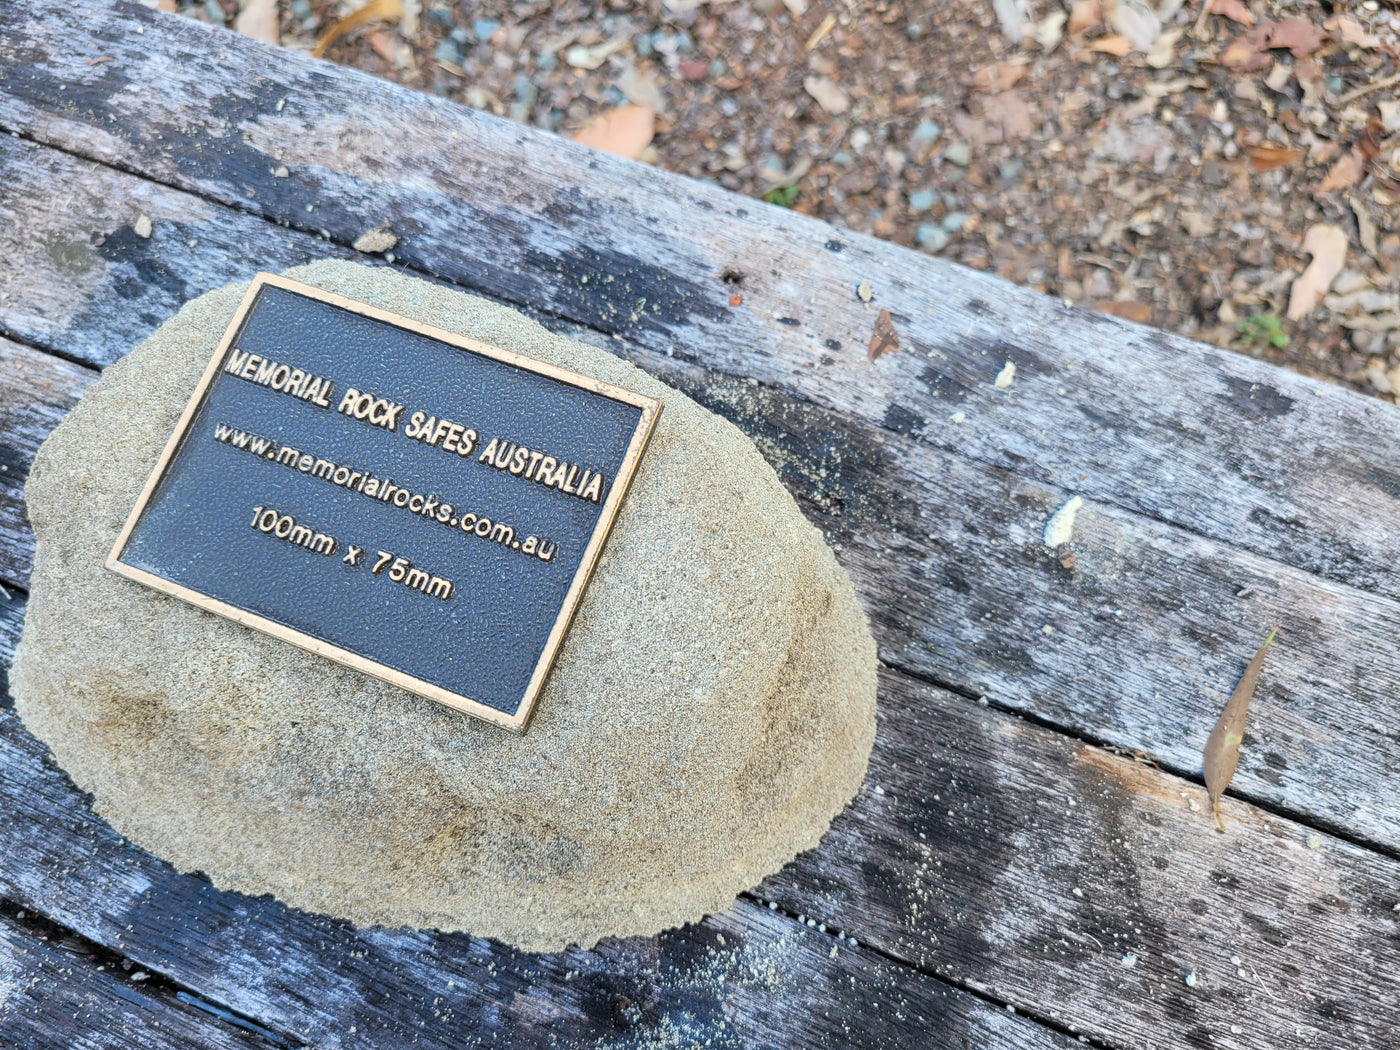 MEMORIAL ROCK SAFES AUSTRALIA
www.memorialrocks.com.au
100mm x 75mm